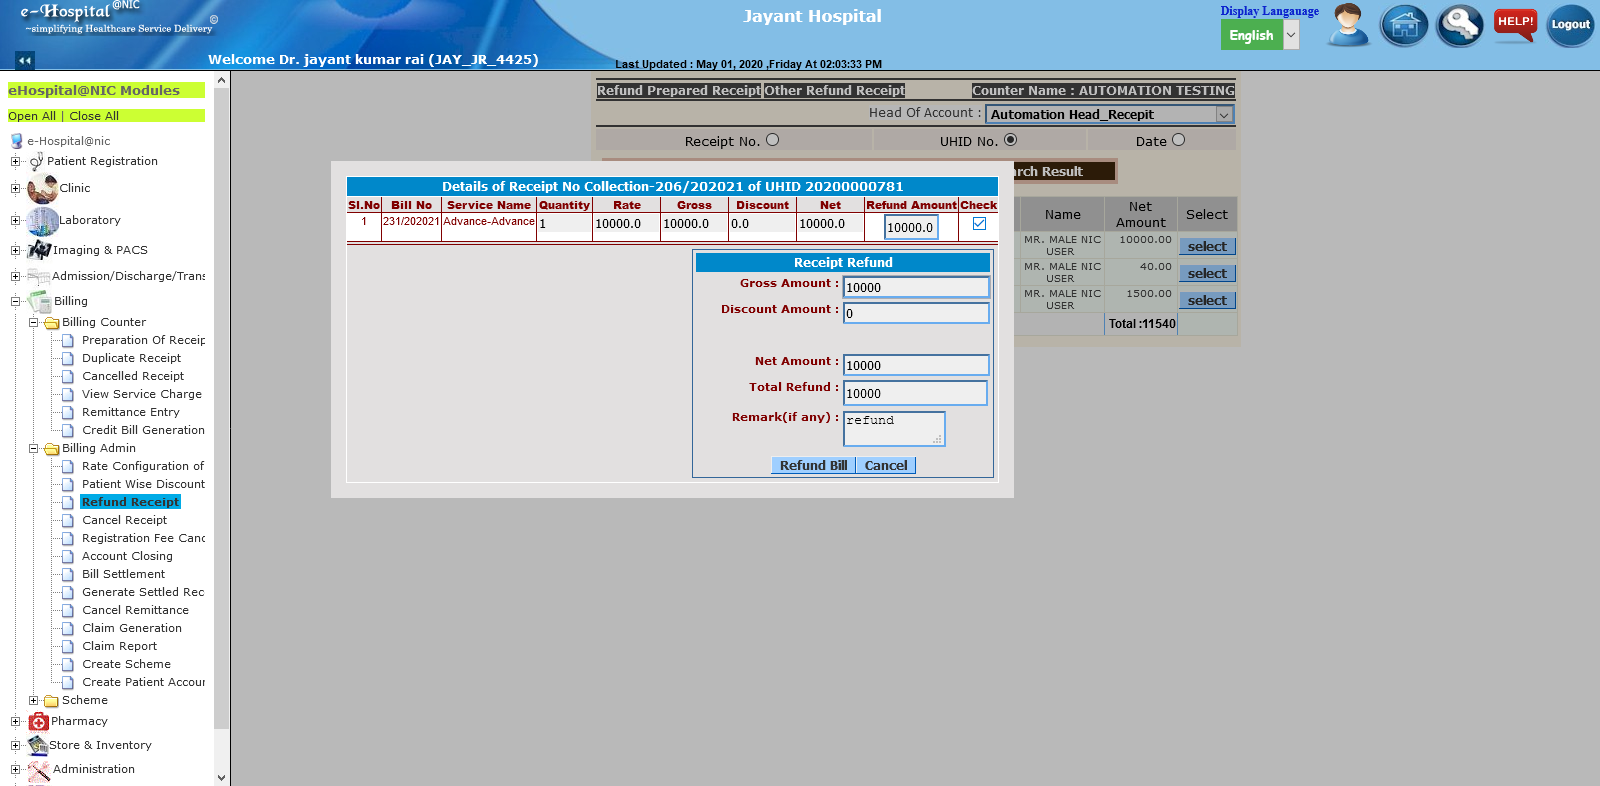 e-Hospital @NIC ©
~simplifying Healthcare Service Delivery
Jayant Hospital
Display Langauage
English
HELP!
Logout
Welcome Dr. jayant kumar rai (JAY_JR_4425)
Last Updated : May 01, 2020 ,Friday At 02:03:33 PM
eHospital@NIC Modules
Open All | Close All
e-Hospital@nic
Patient Registration
Clinic
Laboratory
Imaging & PACS
Admission/Discharge/Trans
Billing
Billing Counter
Preparation Of Receip
Duplicate Receipt
Cancelled Receipt
View Service Charge
Remittance Entry
Credit Bill Generation
Billing Admin
Rate Configuration of
Patient Wise Discount
Refund Receipt
Cancel Receipt
Registration Fee Canc
Account Closing
Bill Settlement
Generate Settled Rec
Cancel Remittance
Claim Generation
Claim Report
Create Scheme
Create Patient Accour
Scheme
Pharmacy
Store & Inventory
Administration
Refund Prepared Receipt Other Refund Receipt Counter Name : AUTOMATION TESTING
Head Of Account : Automation Head_Recepit
Receipt No. UHID No. Date
rch Result
Name Net Amount Select
MR. MALE NIC USER 10000.00 select
MR. MALE NIC USER 40.00 select
MR. MALE NIC USER 1500.00 select
Total :11540
Details of Receipt No Collection-206/202021 of UHID 20200000781
Sl.No Bill No Service Name Quantity Rate Gross Discount Net Refund Amount Check
1 231/202021 Advance-Advance 1 10000.0 10000.0 0.0 10000.0 10000.0
Receipt Refund
Gross Amount : 10000
Discount Amount : 0
Net Amount : 10000
Total Refund : 10000
Remark(if any) : refund
Refund Bill Cancel